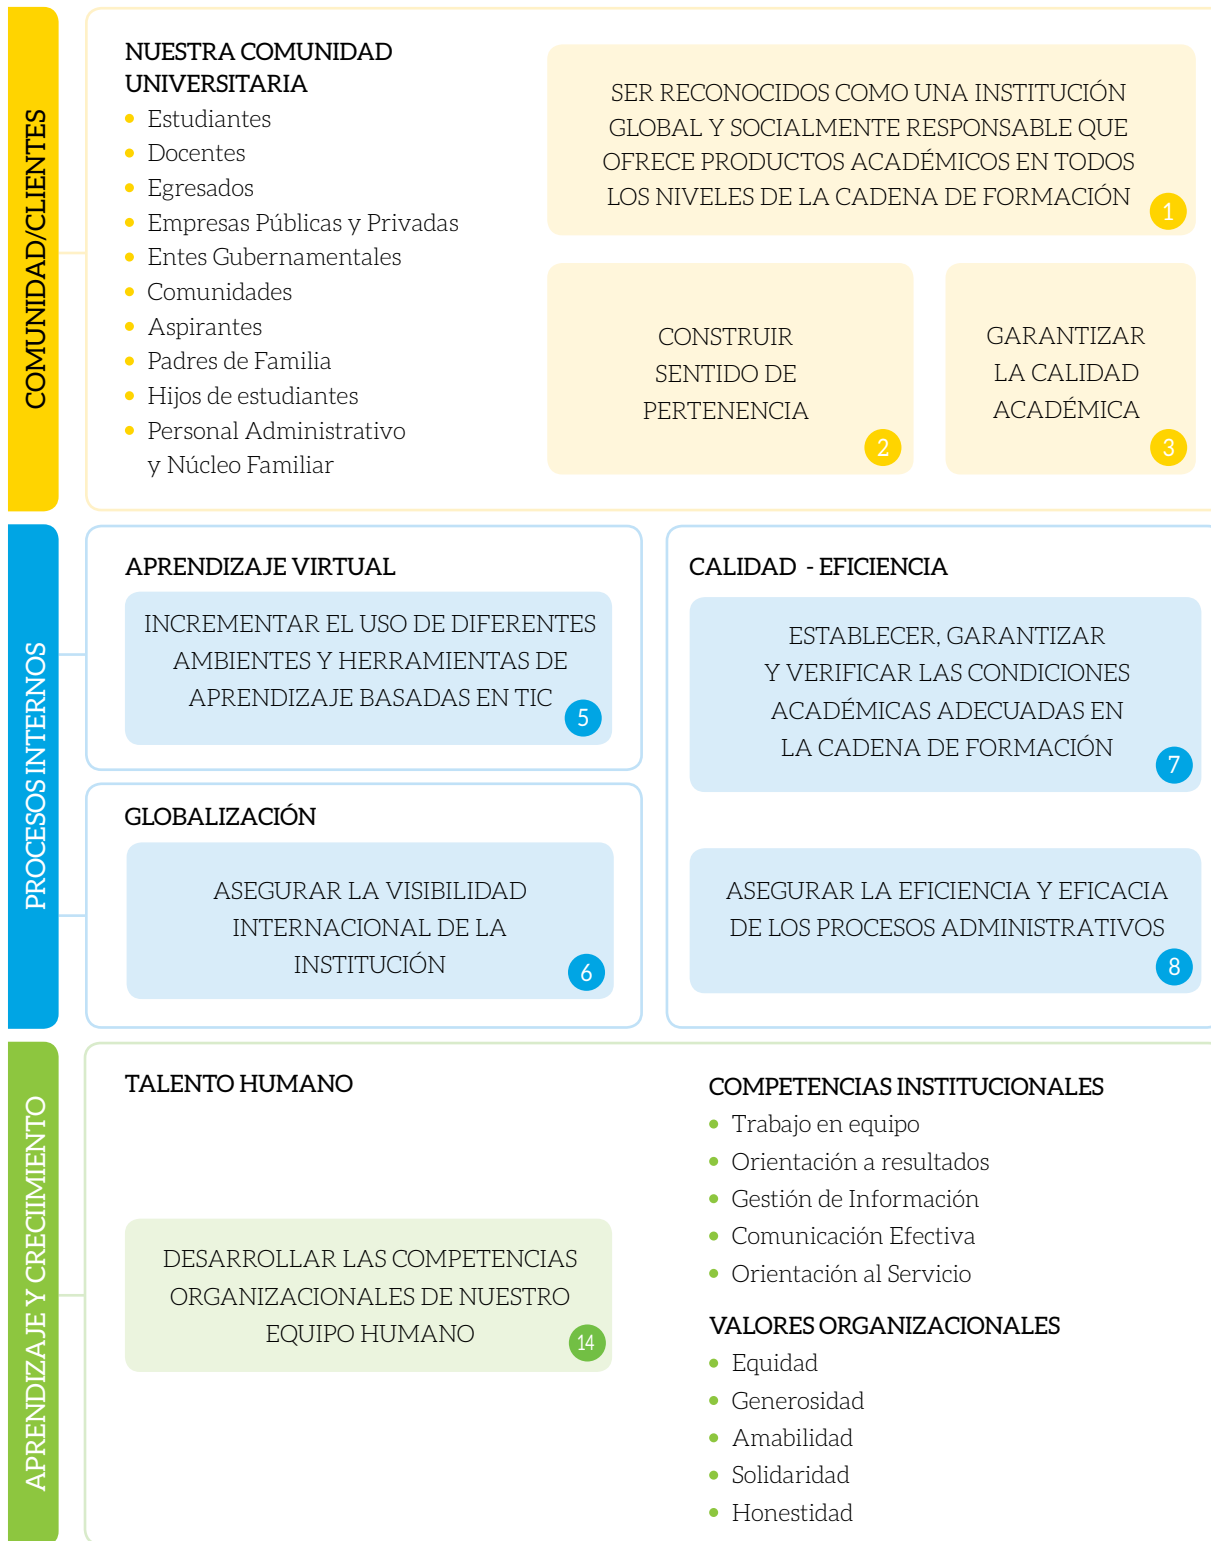 COMUNIDAD/CLIENTES
NUESTRA COMUNIDAD
UNIVERSITARIA
Estudiantes
Docentes
Egresados
Empresas Públicas y Privadas
Entes Gubernamentales
Comunidades
Aspirantes
Padres de Familia
Hijos de estudiantes
Personal Administrativo
y Núcleo Familiar
SER RECONOCIDOS COMO UNA INSTITUCIÓN
GLOBAL Y SOCIALMENTE RESPONSABLE QUE
OFRECE PRODUCTOS ACADÉMICOS EN TODOS
LOS NIVELES DE LA CADENA DE FORMACIÓN
1
CONSTRUIR
SENTIDO DE
PERTENENCIA
2
GARANTIZAR
LA CALIDAD
ACADÉMICA
3
PROCESOS INTERNOS
APRENDIZAJE VIRTUAL
INCREMENTAR EL USO DE DIFERENTES
AMBIENTES Y HERRAMIENTAS DE
APRENDIZAJE BASADAS EN TIC
5
GLOBALIZACIÓN
ASEGURAR LA VISIBILIDAD
INTERNACIONAL DE LA
INSTITUCIÓN
6
CALIDAD - EFICIENCIA
ESTABLECER, GARANTIZAR
Y VERIFICAR LAS CONDICIONES
ACADÉMICAS ADECUADAS EN
LA CADENA DE FORMACIÓN
7
ASEGURAR LA EFICIENCIA Y EFICACIA
DE LOS PROCESOS ADMINISTRATIVOS
8
APRENDIZAJE Y CRECIIMIENTO
TALENTO HUMANO
DESARROLLAR LAS COMPETENCIAS
ORGANIZACIONALES DE NUESTRO
EQUIPO HUMANO
14
COMPETENCIAS INSTITUCIONALES
Trabajo en equipo
Orientación a resultados
Gestión de Información
Comunicación Efectiva
Orientación al Servicio
VALORES ORGANIZACIONALES
Equidad
Generosidad
Amabilidad
Solidaridad
Honestidad